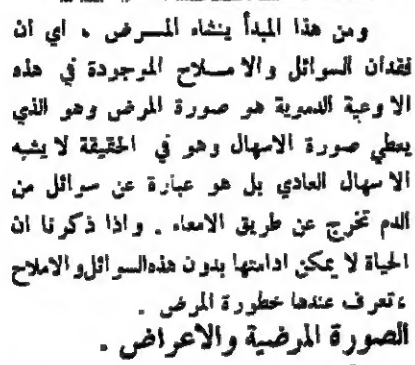 ومن هذا المبدأ ينشاء المرض ، اي ان
فقدان السوائل والاملاح الموجودة في هذه
الاوعية الدموية هو صورة المرض وهو الذي
يعطي صورة الاسهال وهو في الحقيقة لا يشبه
الاسهال العادي بل هو عبارة عن سوائل من
الدم تخرج عن طريق الامعاء . واذا ذكرنا ان
الحياة لا يمكن ادامتها بدون هذه السوائل والاملاح
،تعرف عندها خطورة المرض .
الصورة المرضية والاعراض .